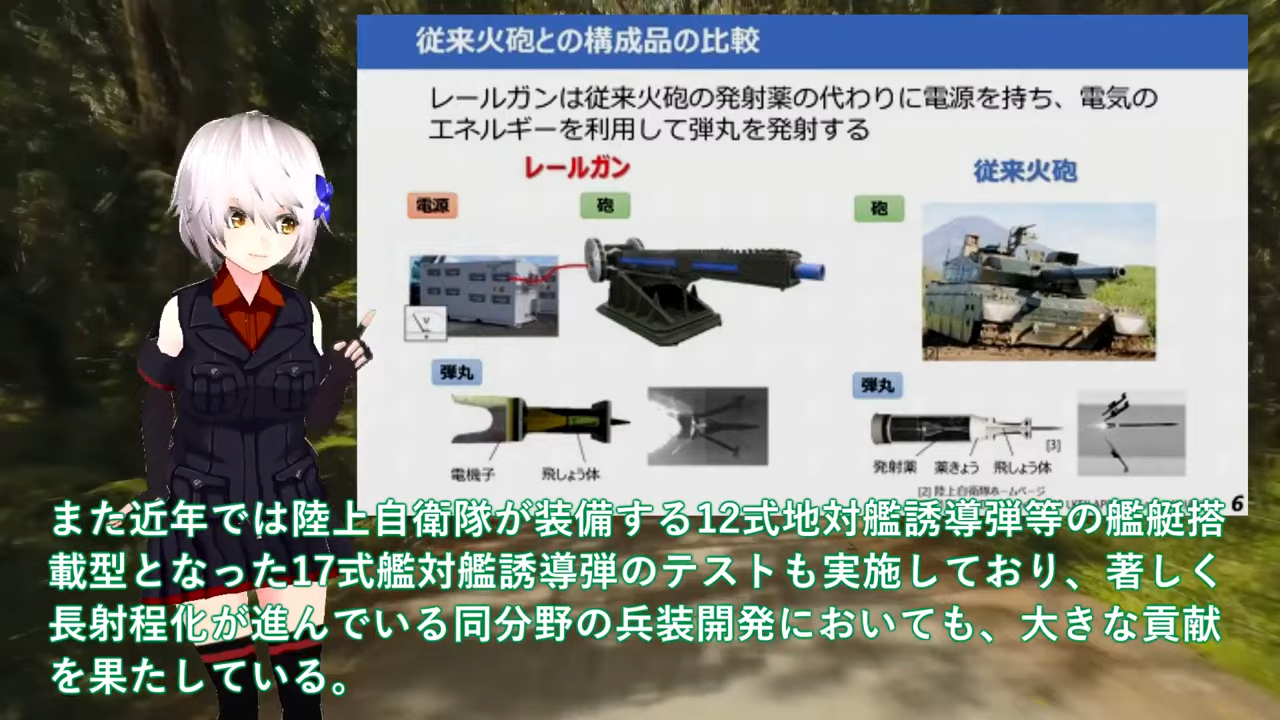 従来火砲との構成品の比較
レールガンは従来火砲の発射薬の代わりに電源を持ち、電気の
エネルギーを利用して弾丸を発射する
レールガン
従来火砲
電源
砲
砲
V
[2]
弾丸
弾丸
電機子
飛しょう体
発射薬
薬きょう
飛しょう体
[3]
[2] 陸上自衛隊ホームページ
6
また近年では陸上自衛隊が装備する12式地対艦誘導弾等の艦艇搭
載型となった17式艦対艦誘導弾のテストも実施しており、著しく
長射程化が進んでいる同分野の兵装開発においても、大きな貢献
を果たしている。